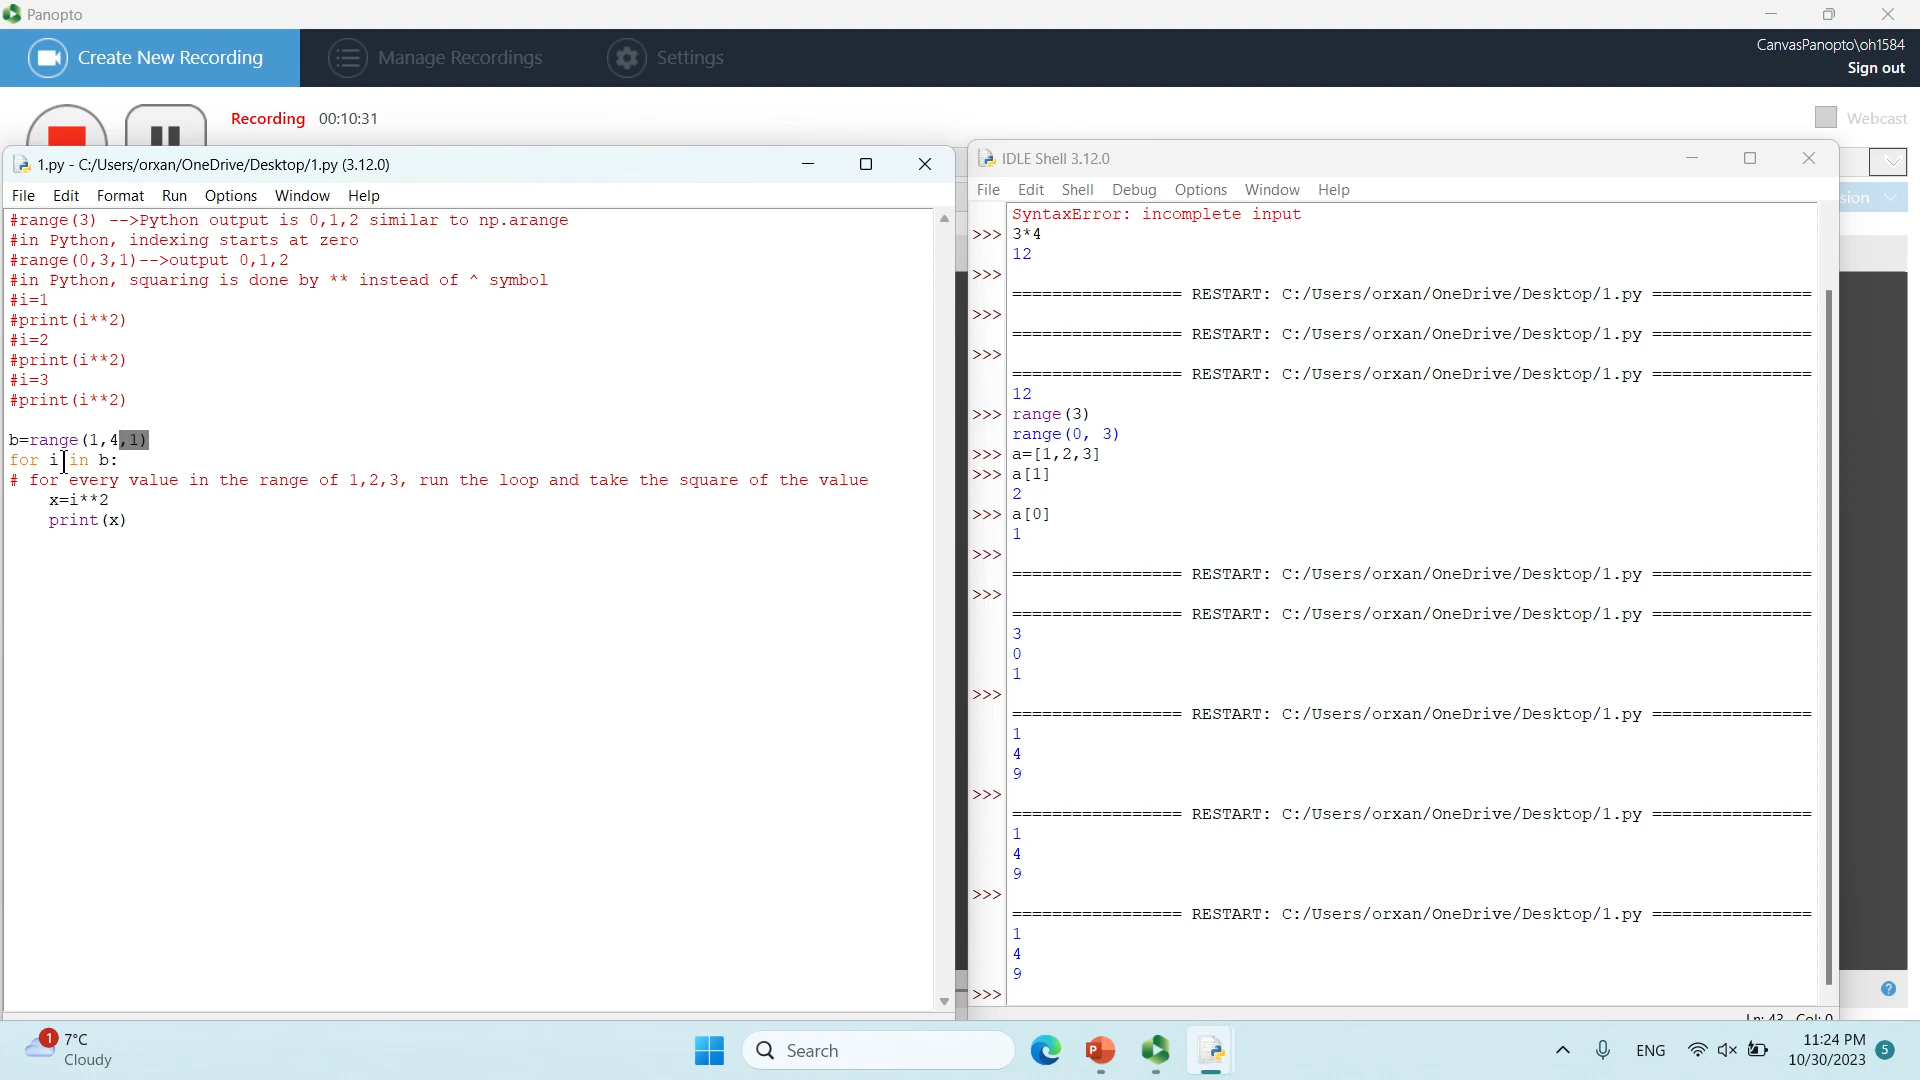 Panopto
Create New Recording
Manage Recordings
Settings
CanvasPanopto\oh1584
Sign out
Recording 00:10:31
Webcast
1.py - C:/Users/orxan/OneDrive/Desktop/1.py (3.12.0)
File Edit Format Run Options Window Help
#range(3) -->Python output is 0,1,2 similar to np.arange
#in Python, indexing starts at zero
#range(0,3,1)-->output 0,1,2
#in Python, squaring is done by ** instead of ^ symbol
#i=1
#print(i**2)
#i=2
#print(i**2)
#i=3
#print(i**2)
b=range(1,4,1)
for i in b:
# for every value in the range of 1,2,3, run the loop and take the square of the value
x=i**2
print(x)
IDLE Shell 3.12.0
File Edit Shell Debug Options Window Help
sion
SyntaxError: incomplete input
>>> 3*4
12
>>>
================= RESTART: C:/Users/orxan/OneDrive/Desktop/1.py ================
>>>
================= RESTART: C:/Users/orxan/OneDrive/Desktop/1.py ================
>>>
================= RESTART: C:/Users/orxan/OneDrive/Desktop/1.py ================
12
>>> range(3)
range(0, 3)
>>> a=[1,2,3]
>>> a[1]
2
>>> a[0]
1
>>>
================= RESTART: C:/Users/orxan/OneDrive/Desktop/1.py ================
>>>
================= RESTART: C:/Users/orxan/OneDrive/Desktop/1.py ================
3
0
1
>>>
================= RESTART: C:/Users/orxan/OneDrive/Desktop/1.py ================
1
4
9
>>>
================= RESTART: C:/Users/orxan/OneDrive/Desktop/1.py ================
1
4
9
>>>
================= RESTART: C:/Users/orxan/OneDrive/Desktop/1.py ================
1
4
9
>>>
Ln: 43 Col: 0
1
7°C
Cloudy
Search
ENG
11:24 PM
10/30/2023
5